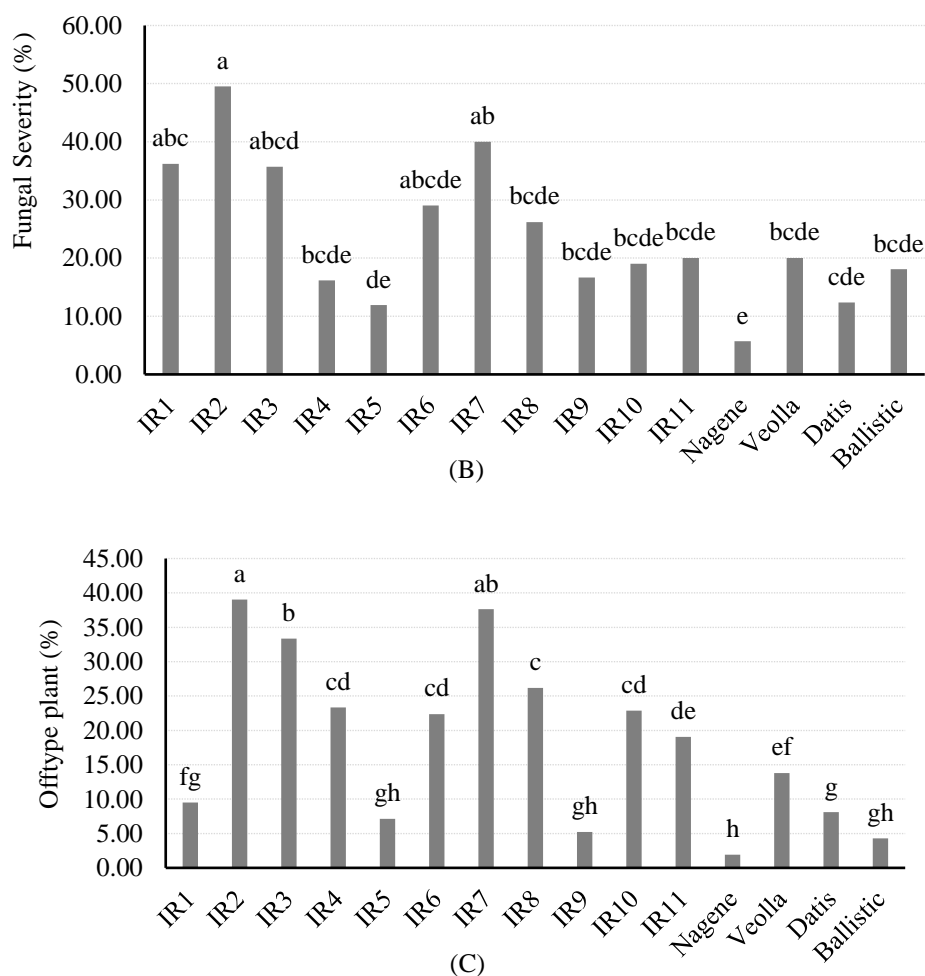 Fungal Severity (%)
60.00
50.00
40.00
30.00
20.00
10.00
0.00
abc
a
abcd
bcde
de
abcde
ab
bcde
bcde
bcde
bcde
e
bcde
cde
bcde
IR1
IR2
IR3
IR4
IR5
IR6
IR7
IR8
IR9
IR10
IR11
Nagene
Veolla
Datis
Ballistic
(B)
Offtype plant (%)
45.00
40.00
35.00
30.00
25.00
20.00
15.00
10.00
5.00
0.00
fg
a
b
cd
gh
cd
ab
c
gh
cd
de
h
ef
g
gh
IR1
IR2
IR3
IR4
IR5
IR6
IR7
IR8
IR9
IR10
IR11
Nagene
Veolla
Datis
Ballistic
(C)